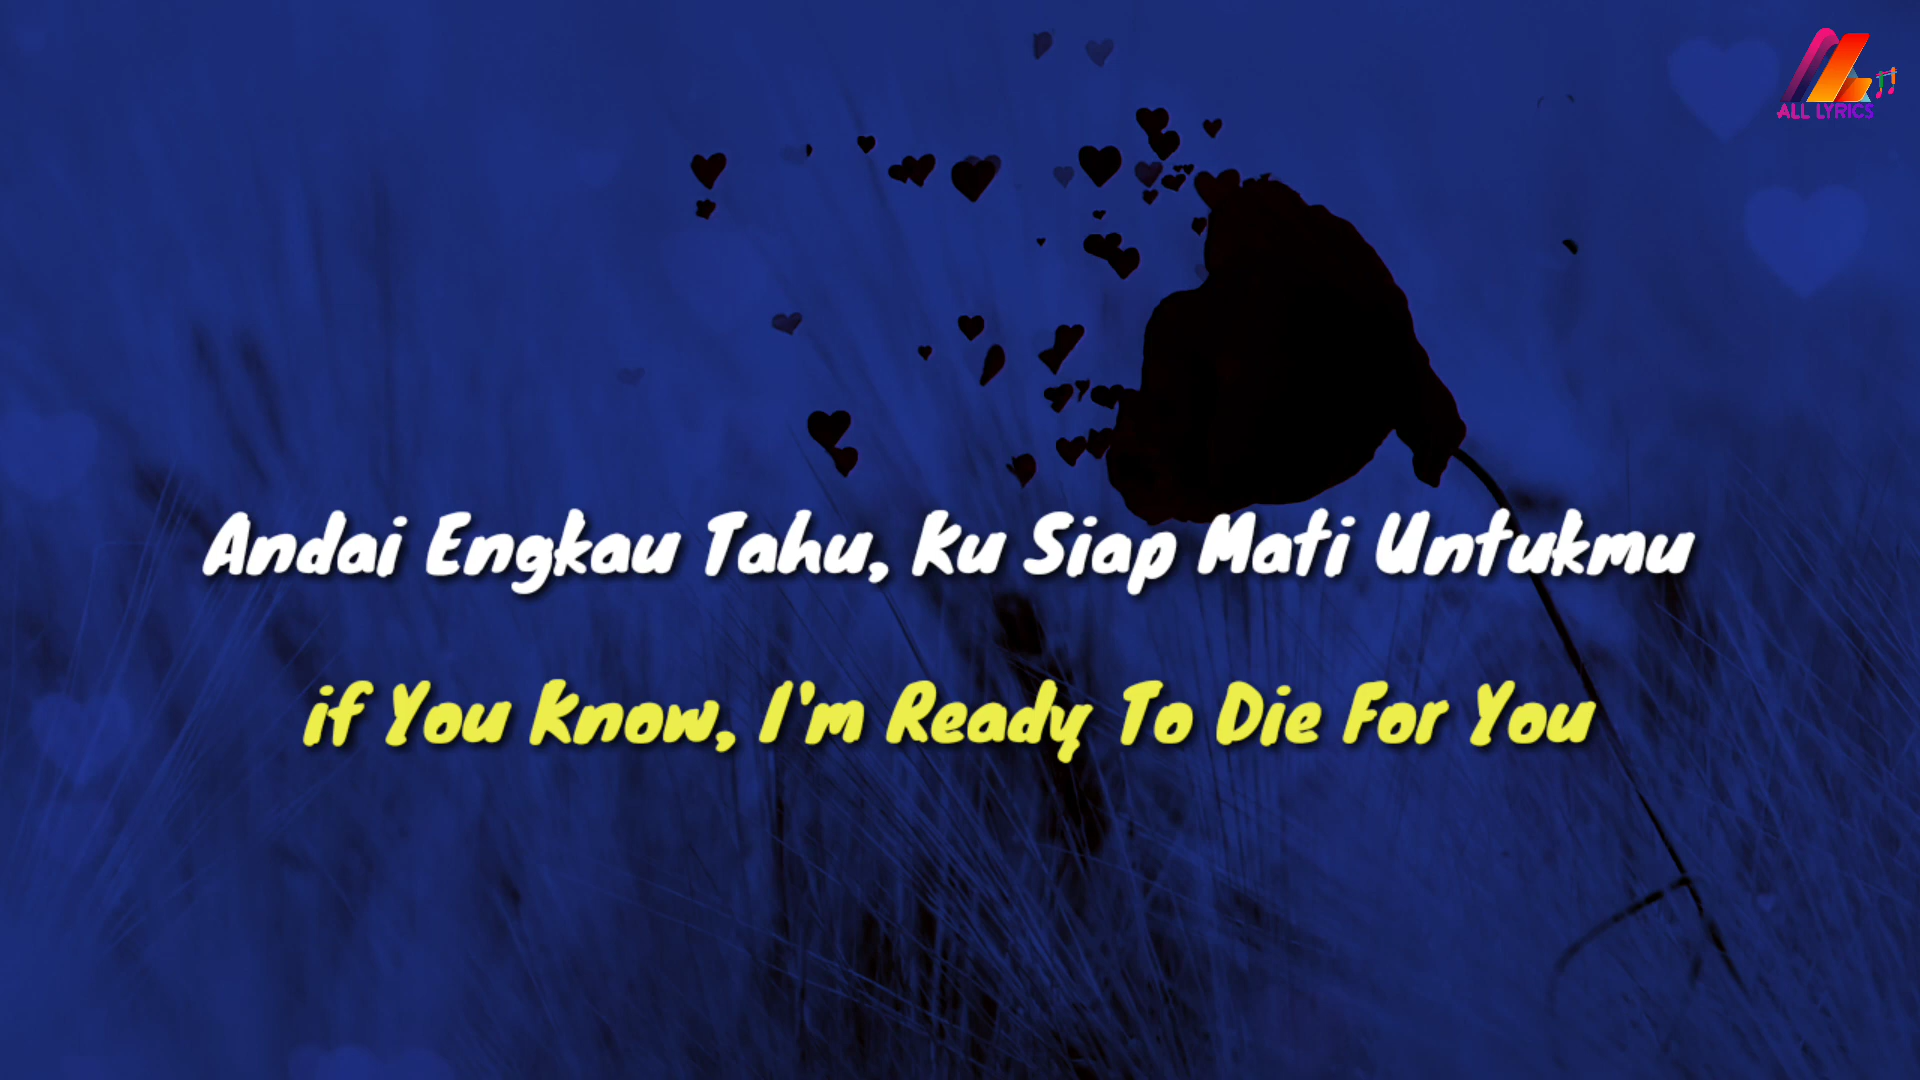 ALL LYRICS
Andai Engkau Tahu, Ku Siap Mati Untukmu
if You Know, I'm Ready To Die For You